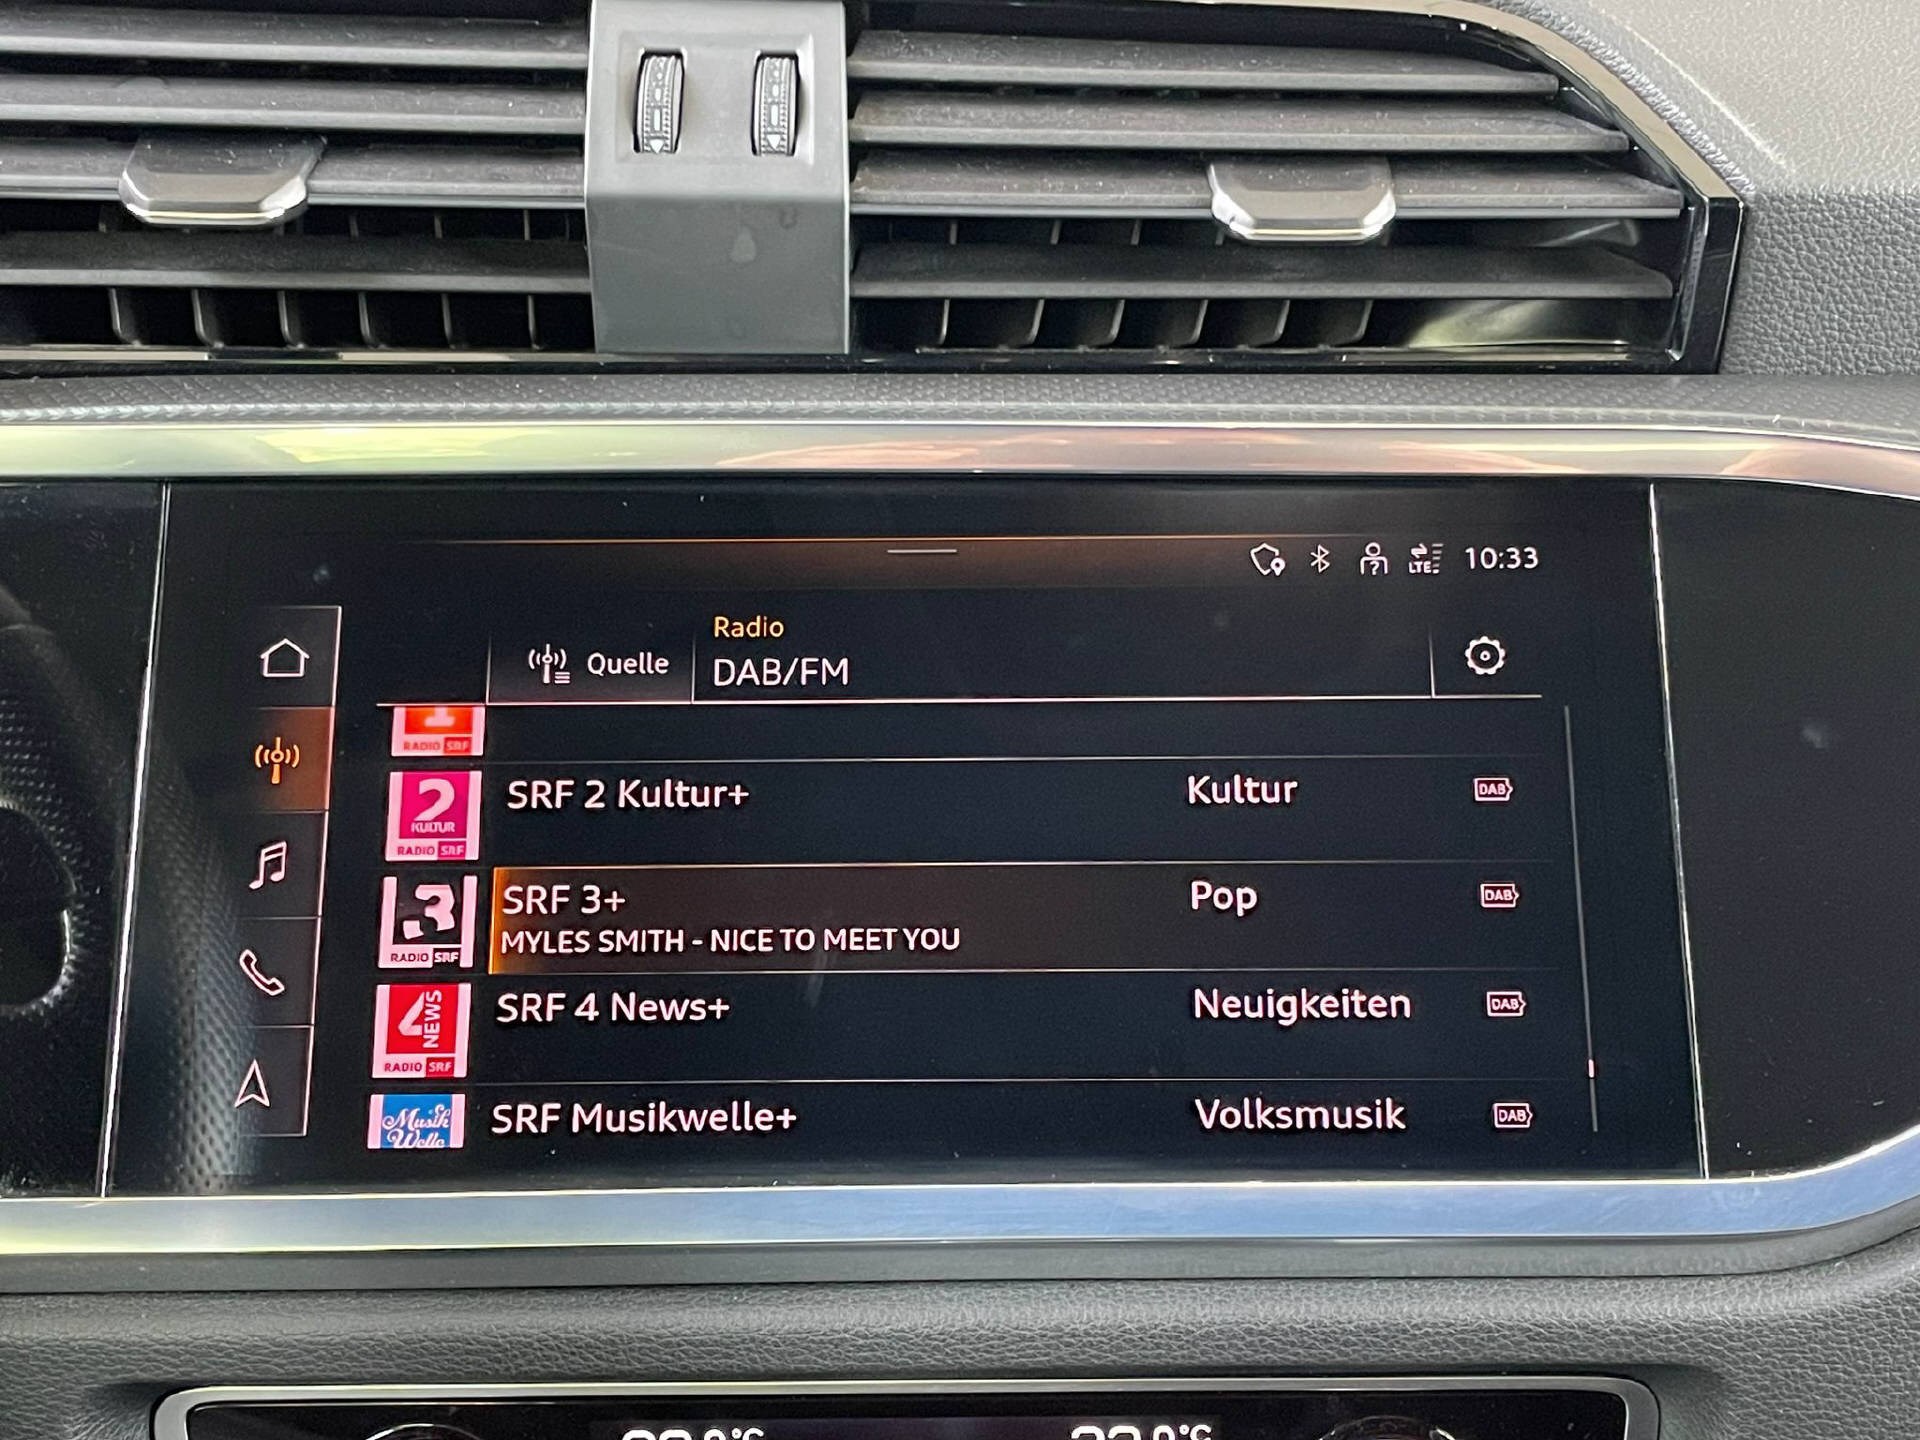 LTE 10:33
Radio
Quelle
DAB/FM
1
RADIO SRF
2
KULTUR
RADIO SRF
SRF 2 Kultur+ Kultur DAB
3
RADIO SRF
SRF 3+ Pop DAB
MYLES SMITH - NICE TO MEET YOU
4 NEWS
RADIO SRF
SRF 4 News+ Neuigkeiten DAB
Musik
Welle
SRF Musikwelle+ Volksmusik DAB